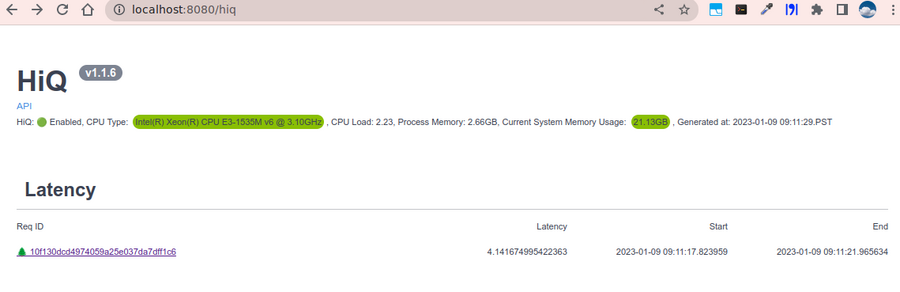 localhost:8080/hiq
HiQ v1.1.6
API
HiQ: Enabled, CPU Type: Intel(R) Xeon(R) CPU E3-1535M v6 @ 3.10GHz , CPU Load: 2.23, Process Memory: 2.66GB, Current System Memory Usage: 21.13GB , Generated at: 2023-01-09 09:11:29.PST
Latency
Req ID Latency Start End
10f130dcd4974059a25e037da7dff1c6 4.141674995422363 2023-01-09 09:11:17.823959 2023-01-09 09:11:21.965634